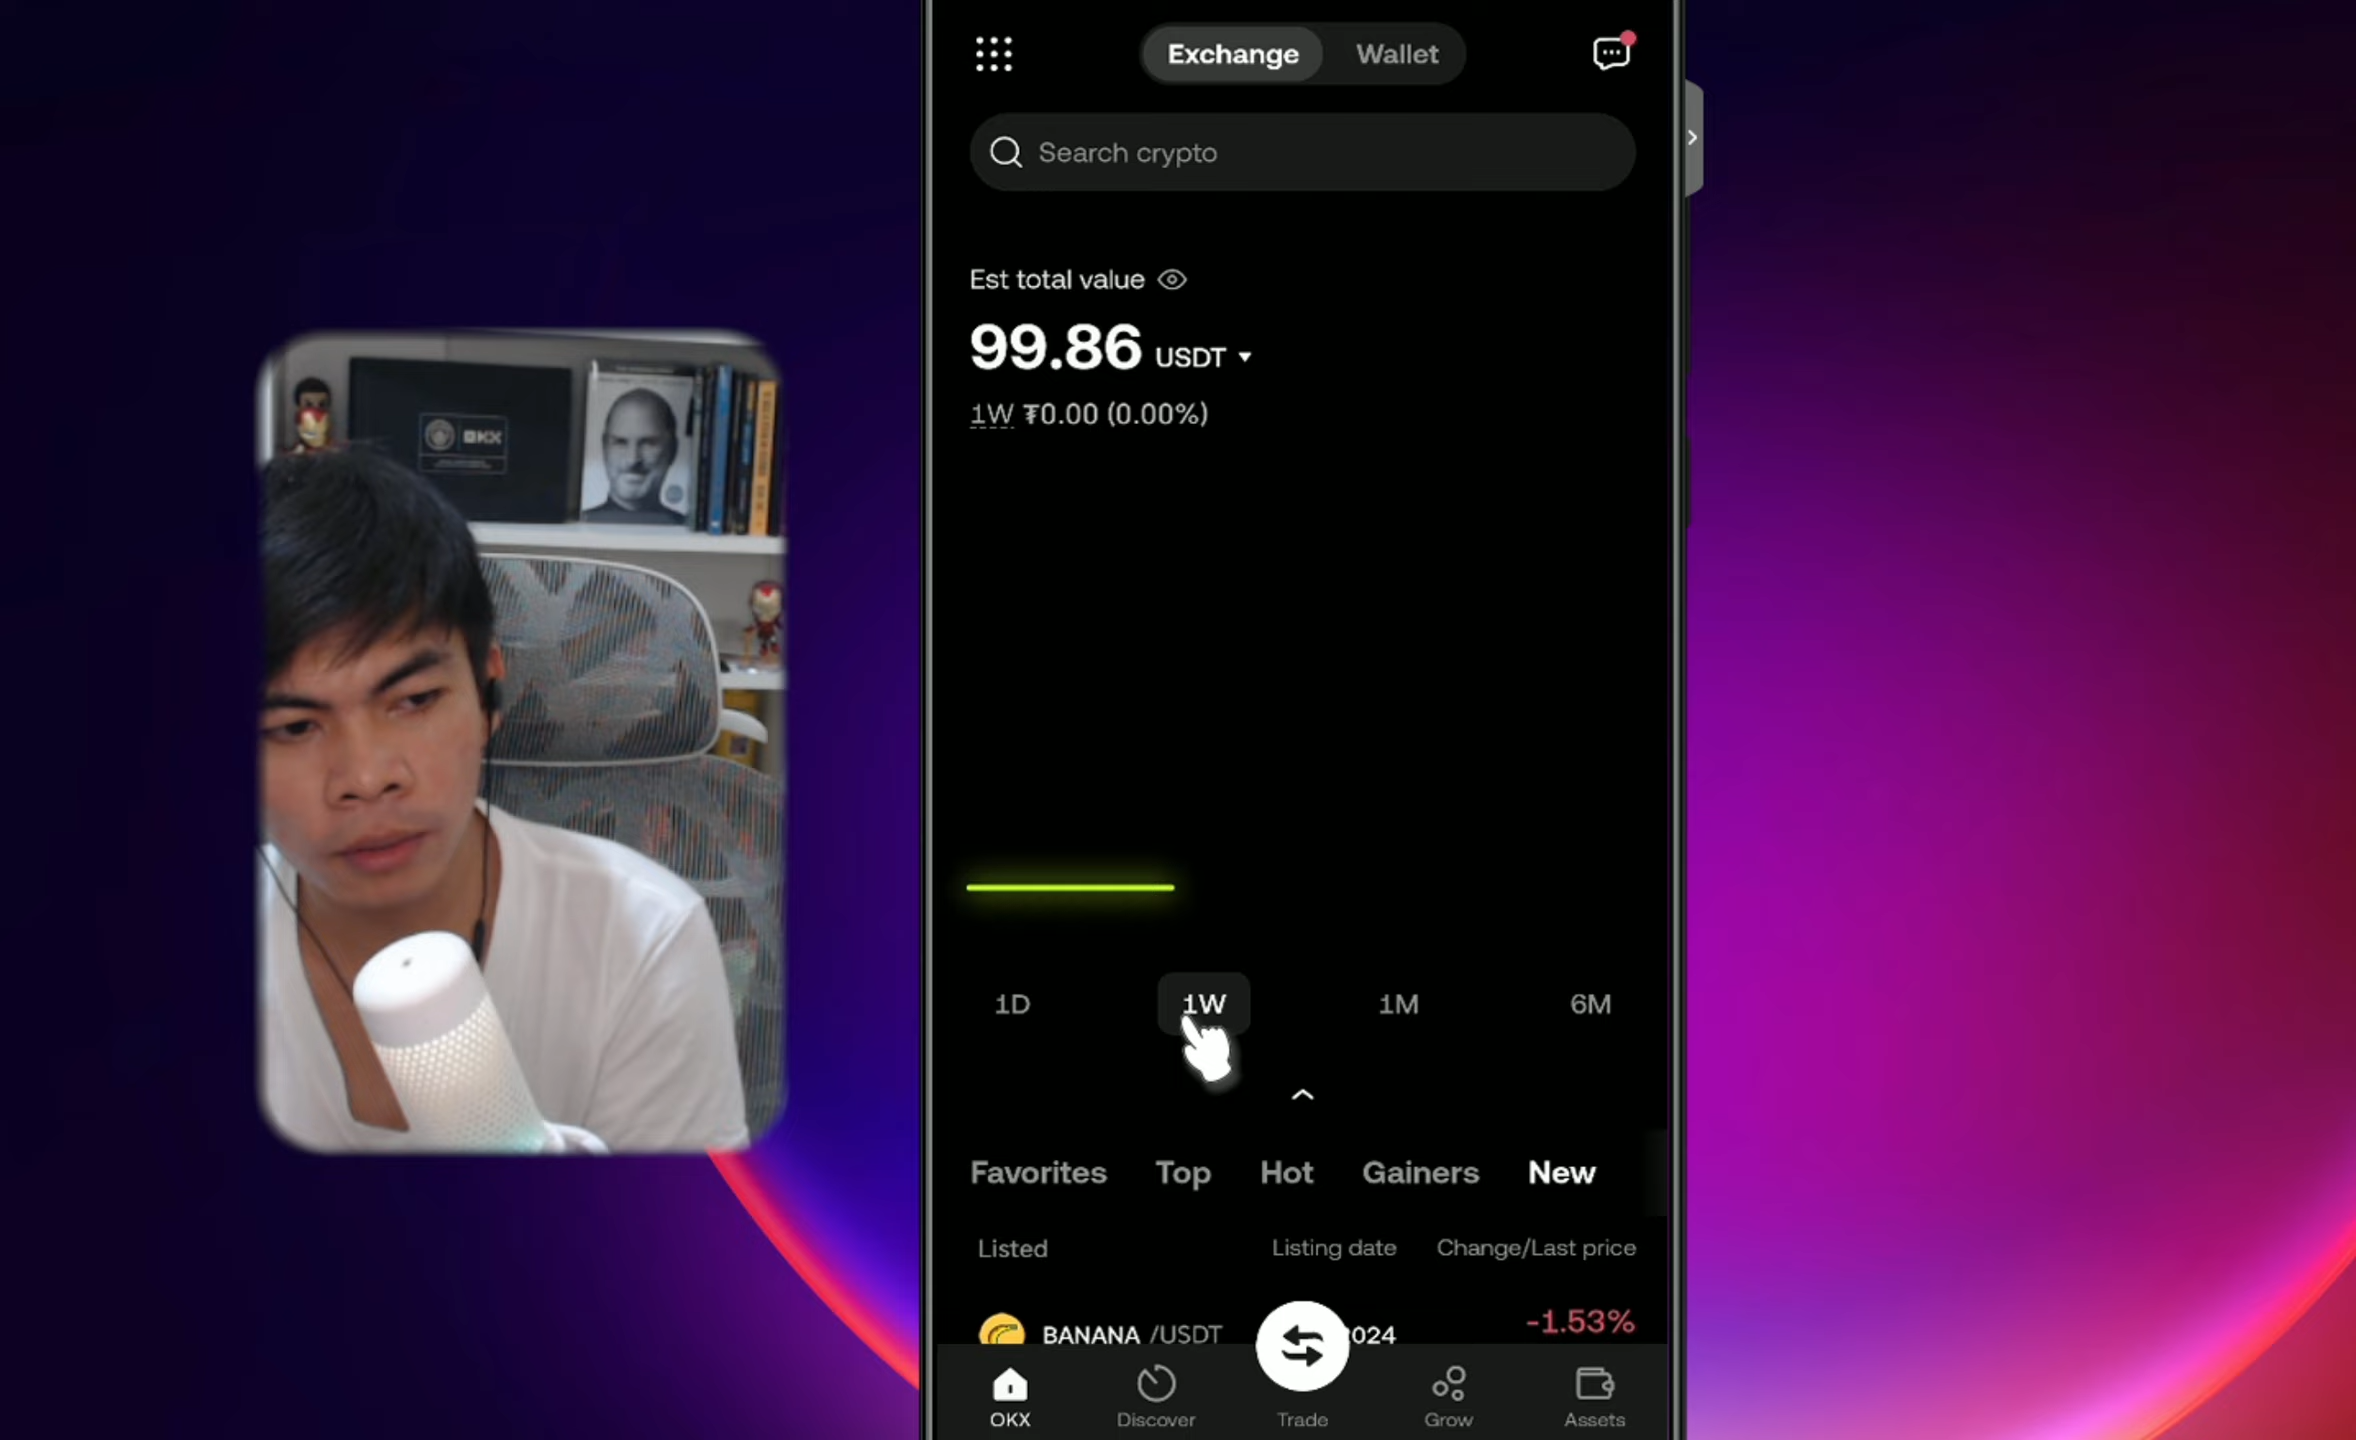 Exchange
Wallet
Search crypto
Est total value
99.86 USDT
1W ₮0.00 (0.00%)
1D
1W
1M
6M
Favorites
Top
Hot
Gainers
New
Listed
Listing date
Change/Last price
BANANA /USDT
024
-1.53%
OKX
Discover
Trade
Grow
Assets
OKX